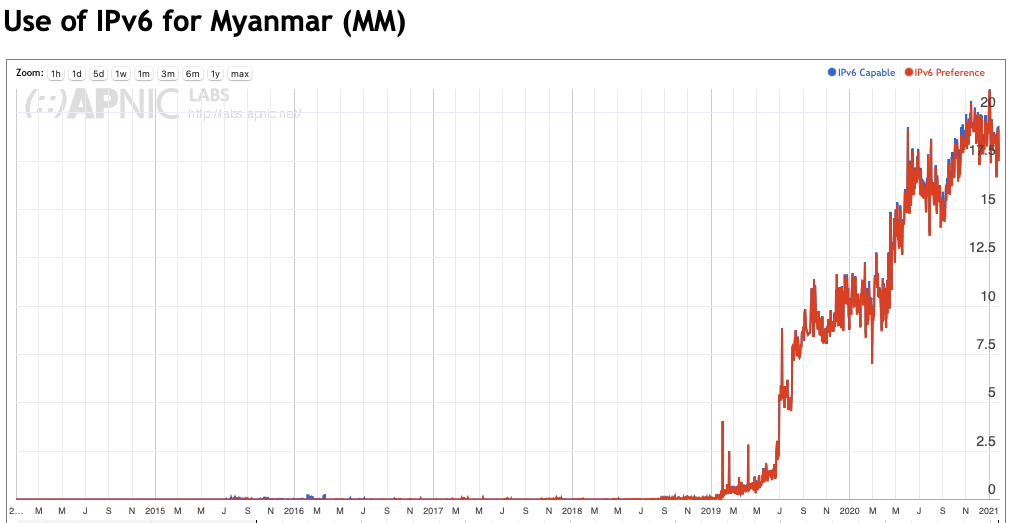 Use of IPv6 for Myanmar (MM)
Zoom: 1h 1d 5d 1w 1m 3m 6m 1y max
IPv6 Capable IPv6 Preference
(::) APNIC LABS
http://labs.apnic.net/
20
17.5
15
12.5
10
7.5
5
2.5
0
2... M M J S N 2015 M M J S N 2016 M M J S N 2017 M M J S N 2018 M M J S N 2019 M M J S N 2020 M M J S N 2021